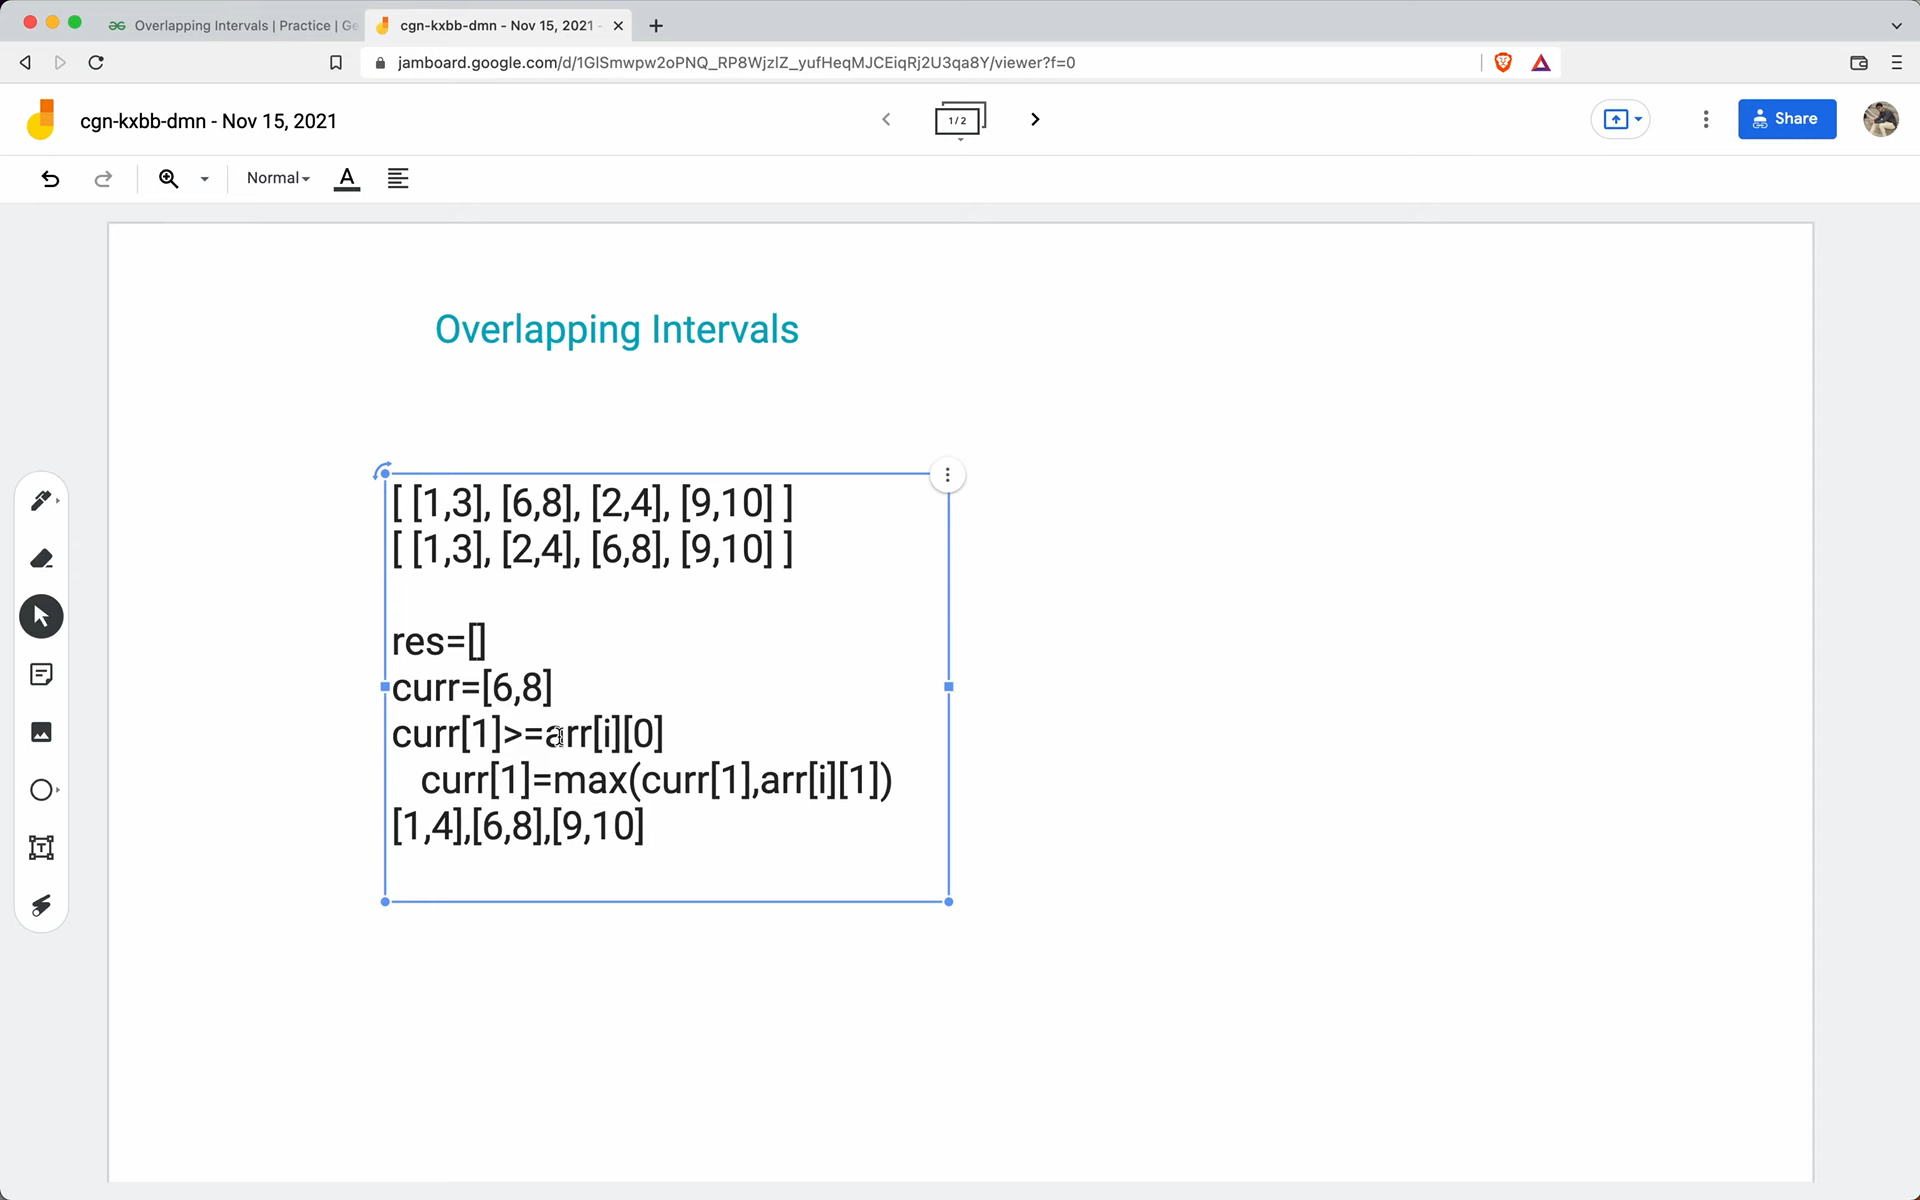 Overlapping Intervals | Practice | Ge
cgn-kxbb-dmn - Nov 15, 2021 -
jamboard.google.com/d/1GlSmwpw2oPNQ_RP8WjzlZ_yufHeqMJCEiqRj2U3qa8Y/viewer?f=0
cgn-kxbb-dmn - Nov 15, 2021
1 / 2
Share
Normal
A
Overlapping Intervals
[ [1,3], [6,8], [2,4], [9,10] ]
[ [1,3], [2,4], [6,8], [9,10] ]
res=[]
curr=[6,8]
curr[1]>=arr[i][0]
curr[1]=max(curr[1],arr[i][1])
[1,4],[6,8],[9,10]